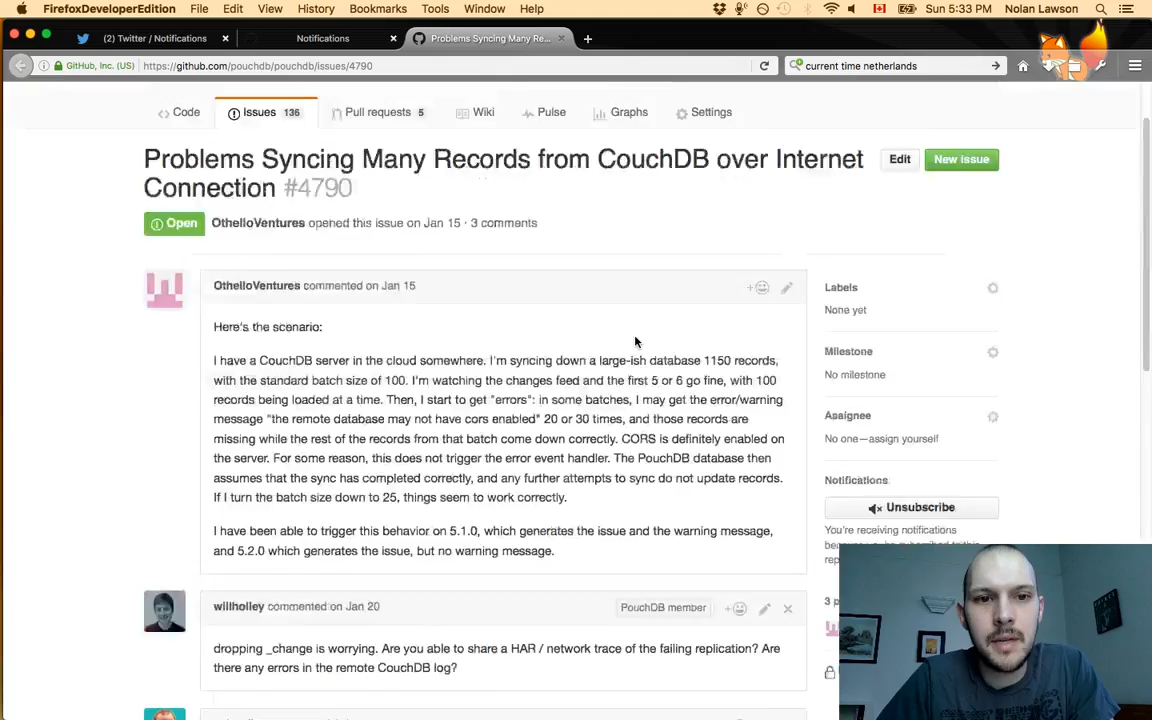 FirefoxDeveloperEdition File Edit View History Bookmarks Tools Window Help Sun 5:33 PM Nolan Lawson
(2) Twitter / Notifications Notifications Problems Syncing Many Re...
GitHub, Inc. (US) https://github.com/pouchdb/pouchdb/issues/4790 current time netherlands
Code Issues 136 Pull requests 5 Wiki Pulse Graphs Settings
Problems Syncing Many Records from CouchDB over Internet
Connection #4790
Edit New issue
Open OthelloVentures opened this issue on Jan 15 · 3 comments
OthelloVentures commented on Jan 15
Here's the scenario:
I have a CouchDB server in the cloud somewhere. I'm syncing down a large-ish database 1150 records,
with the standard batch size of 100. I'm watching the changes feed and the first 5 or 6 go fine, with 100
records being loaded at a time. Then, I start to get "errors": in some batches, I may get the error/warning
message "the remote database may not have cors enabled" 20 or 30 times, and those records are
missing while the rest of the records from that batch come down correctly. CORS is definitely enabled on
the server. For some reason, this does not trigger the error event handler. The PouchDB database then
assumes that the sync has completed correctly, and any further attempts to sync do not update records.
If I turn the batch size down to 25, things seem to work correctly.
I have been able to trigger this behavior on 5.1.0, which generates the issue and the warning message,
and 5.2.0 which generates the issue, but no warning message.
willholley commented on Jan 20 PouchDB member
dropping _change is worrying. Are you able to share a HAR / network trace of the failing replication? Are
there any errors in the remote CouchDB log?
Labels
None yet
Milestone
No milestone
Assignee
No one—assign yourself
Notifications
Unsubscribe
You're receiving notifications
3 p